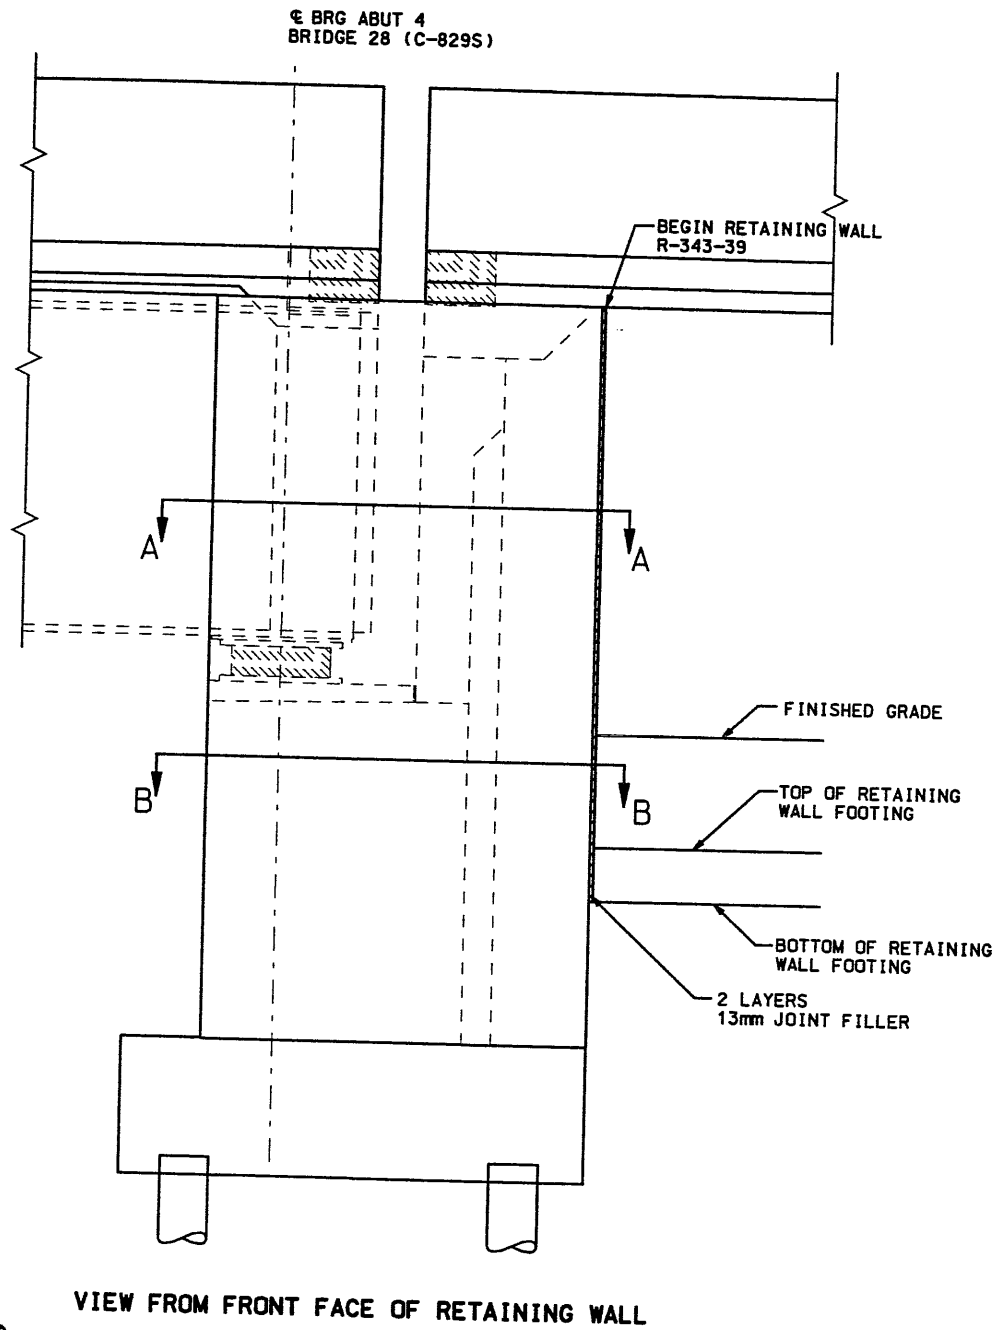 ℄ BRG ABUT 4
BRIDGE 28 (C-829S)
BEGIN RETAINING WALL
R-343-39
A
A
FINISHED GRADE
B
B
TOP OF RETAINING
WALL FOOTING
BOTTOM OF RETAINING
WALL FOOTING
2 LAYERS
13mm JOINT FILLER
VIEW FROM FRONT FACE OF RETAINING WALL